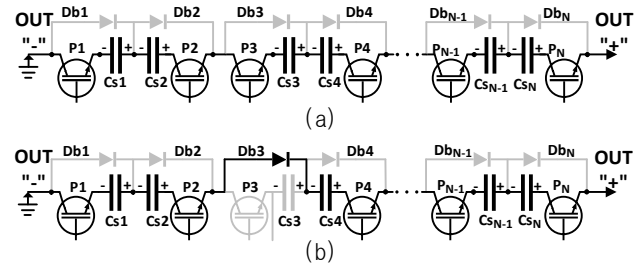 OUT Db1 Db2 Db3 Db4 DbN-1 DbN OUT
"-" P1 - + - + P2 P3 - + - + P4 PN-1 - + - + PN "+"
Cs1 Cs2 Cs3 Cs4 CsN-1 CsN
(a)
OUT Db1 Db2 Db3 Db4 DbN-1 DbN OUT
"-" P1 - + - + P2 P3 - + - + P4 PN-1 - + - + PN "+"
Cs1 Cs2 Cs3 Cs4 CsN-1 CsN
(b)